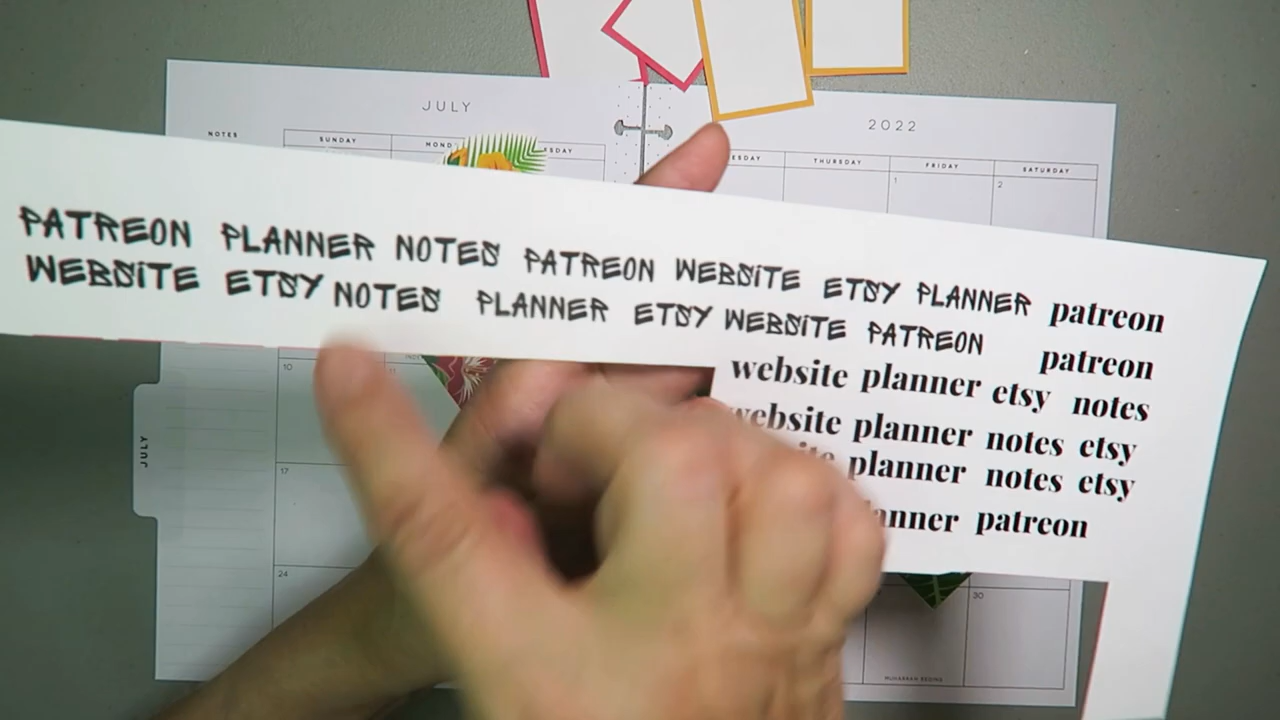 JULY
2022
NOTES
SUNDAY
THURSDAY
FRIDAY
SATURDAY
1
2
PATREON PLANNER NOTES PATREON WEBSITE ETSY PLANNER patreon
WEBSITE ETSY NOTES PLANNER ETSY WEBSITE PATREON patreon
website planner etsy notes
website planner notes etsy
planner notes etsy
patreon
JULY
10
17
24
30